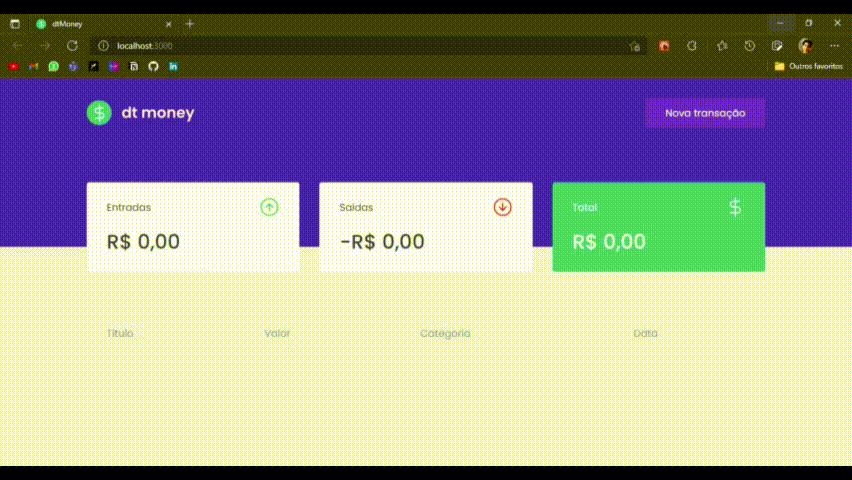 dtMoney
localhost:3000
Outros favoritos
dt money
Nova transação
Entradas
Saídas
Total
R$ 0,00
-R$ 0,00
R$ 0,00
Título
Valor
Categoria
Data